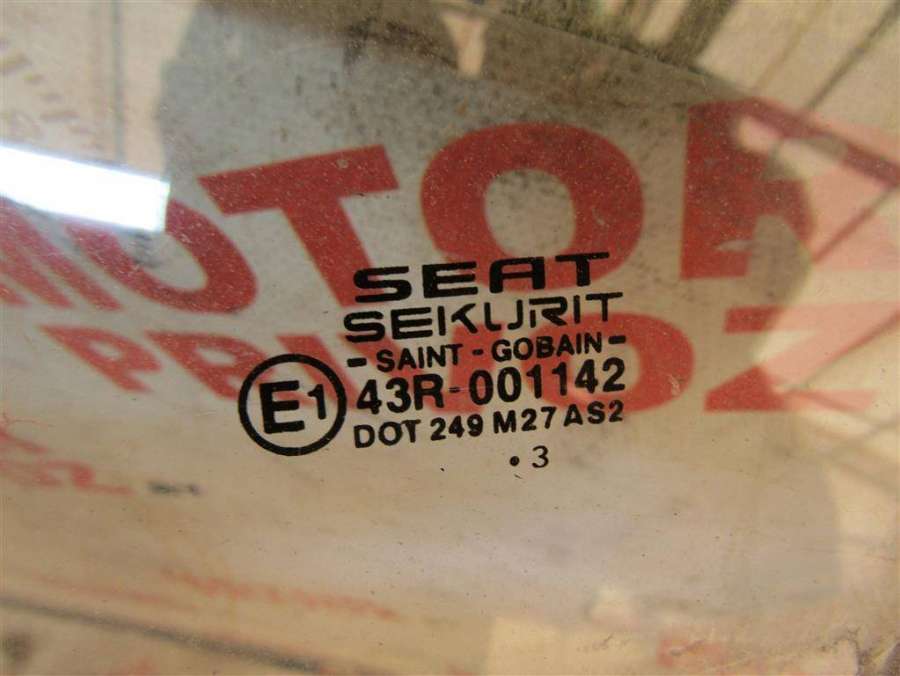 MOTOR
SEAT
SEKURIT
- SAINT - GOBAIN -
E1 43R-001142
DOT 249 M27 AS2
.3